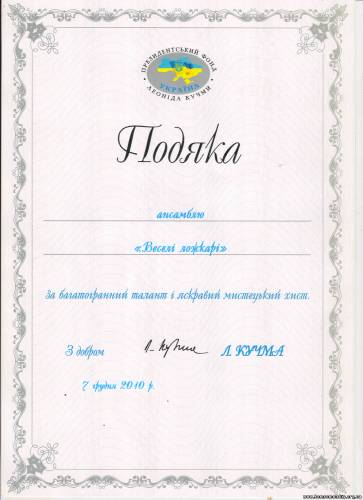 ПРЕЗИДЕНТСЬКИЙ ФОНД
УКРАЇНА
ЛЕОНІДА КУЧМИ
Подяка
ансамблю
«Веселі ложкарі»
За багатогранний талант і яскравий мистецький хист.
З добром
Л. КУЧМА
7 грудня 2010 р.